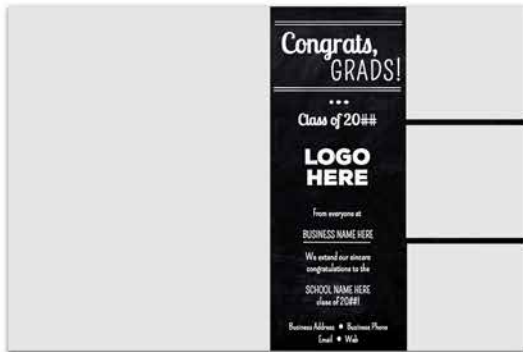 Congrats,
GRADS!
Class of 20##
LOGO
HERE
From everyone at
BUSINESS NAME HERE
We extend our sincere
congratulations to the
SCHOOL NAME HERE
class of 20##!
Business Address • Business Phone
Email • Web